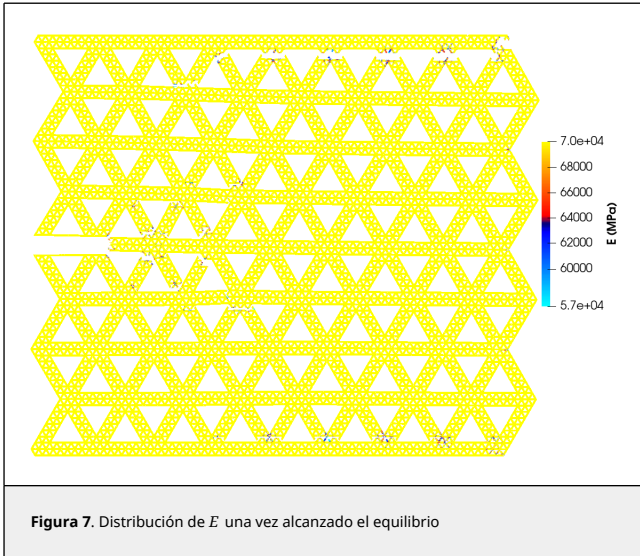 7.0e+04
68000
66000
64000
62000
60000
5.7e+04
E (MPa)
Figura 7. Distribución de E una vez alcanzado el equilibrio